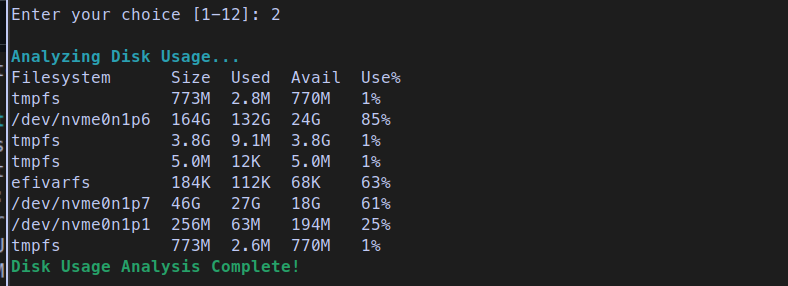 Enter your choice [1-12]: 2
Analyzing Disk Usage...
Filesystem Size Used Avail Use%
tmpfs 773M 2.8M 770M 1%
/dev/nvme0n1p6 164G 132G 24G 85%
tmpfs 3.8G 9.1M 3.8G 1%
tmpfs 5.0M 12K 5.0M 1%
efivarfs 184K 112K 68K 63%
/dev/nvme0n1p7 46G 27G 18G 61%
/dev/nvme0n1p1 256M 63M 194M 25%
tmpfs 773M 2.6M 770M 1%
Disk Usage Analysis Complete!